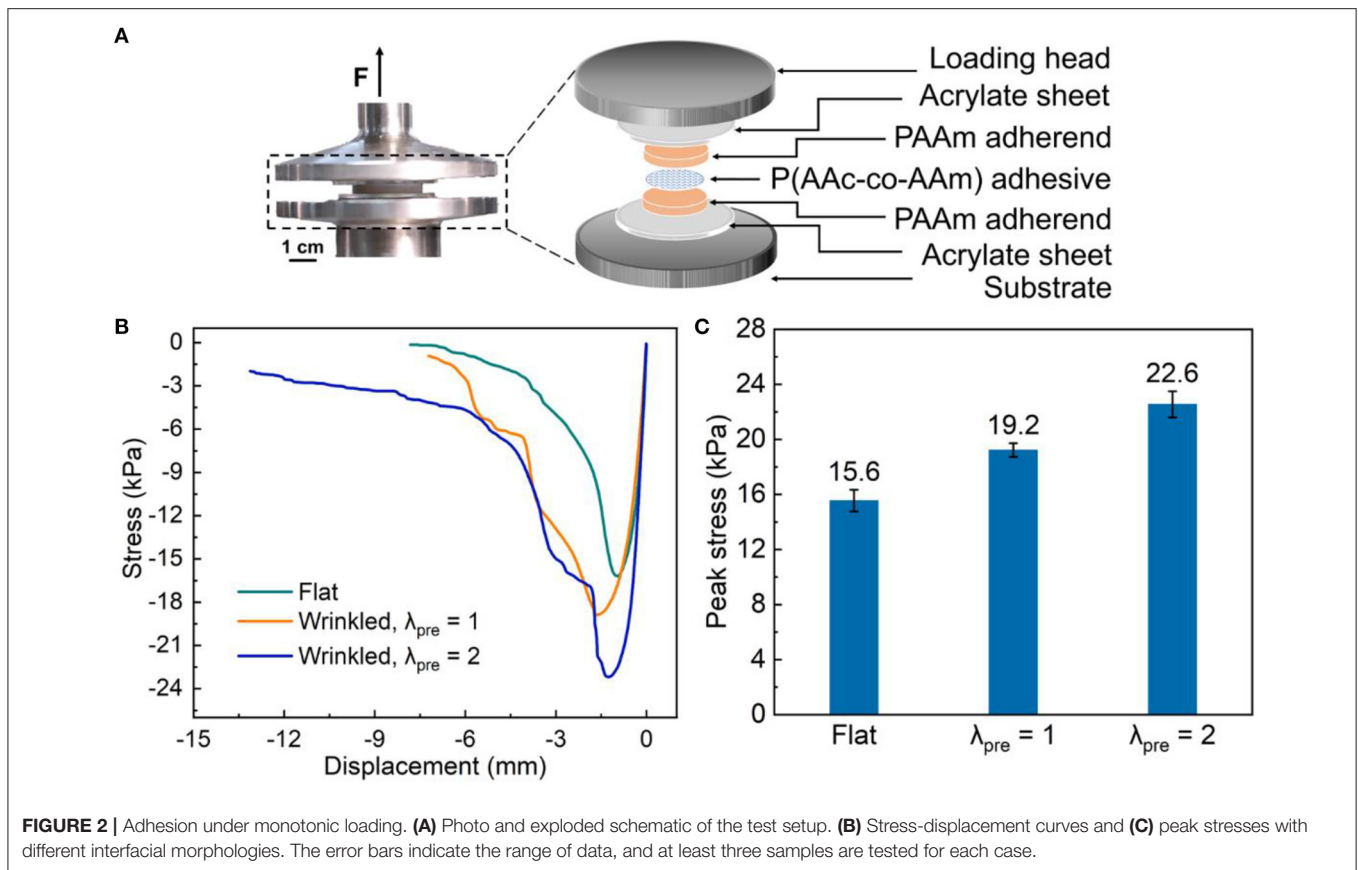 A
F
1 cm
Loading head
Acrylate sheet
PAAm adherend
P(AAc-co-AAm) adhesive
PAAm adherend
Acrylate sheet
Substrate
B
0
-3
-6
-9
-12
-15
-18
-21
-24
Stress (kPa)
Flat
Wrinkled, λpre = 1
Wrinkled, λpre = 2
-15 -12 -9 -6 -3 0
Displacement (mm)
C
28
24
20
16
12
8
4
0
Peak stress (kPa)
15.6
19.2
22.6
Flat λpre = 1 λpre = 2
FIGURE 2 | Adhesion under monotonic loading. (A) Photo and exploded schematic of the test setup. (B) Stress-displacement curves and (C) peak stresses with
different interfacial morphologies. The error bars indicate the range of data, and at least three samples are tested for each case.